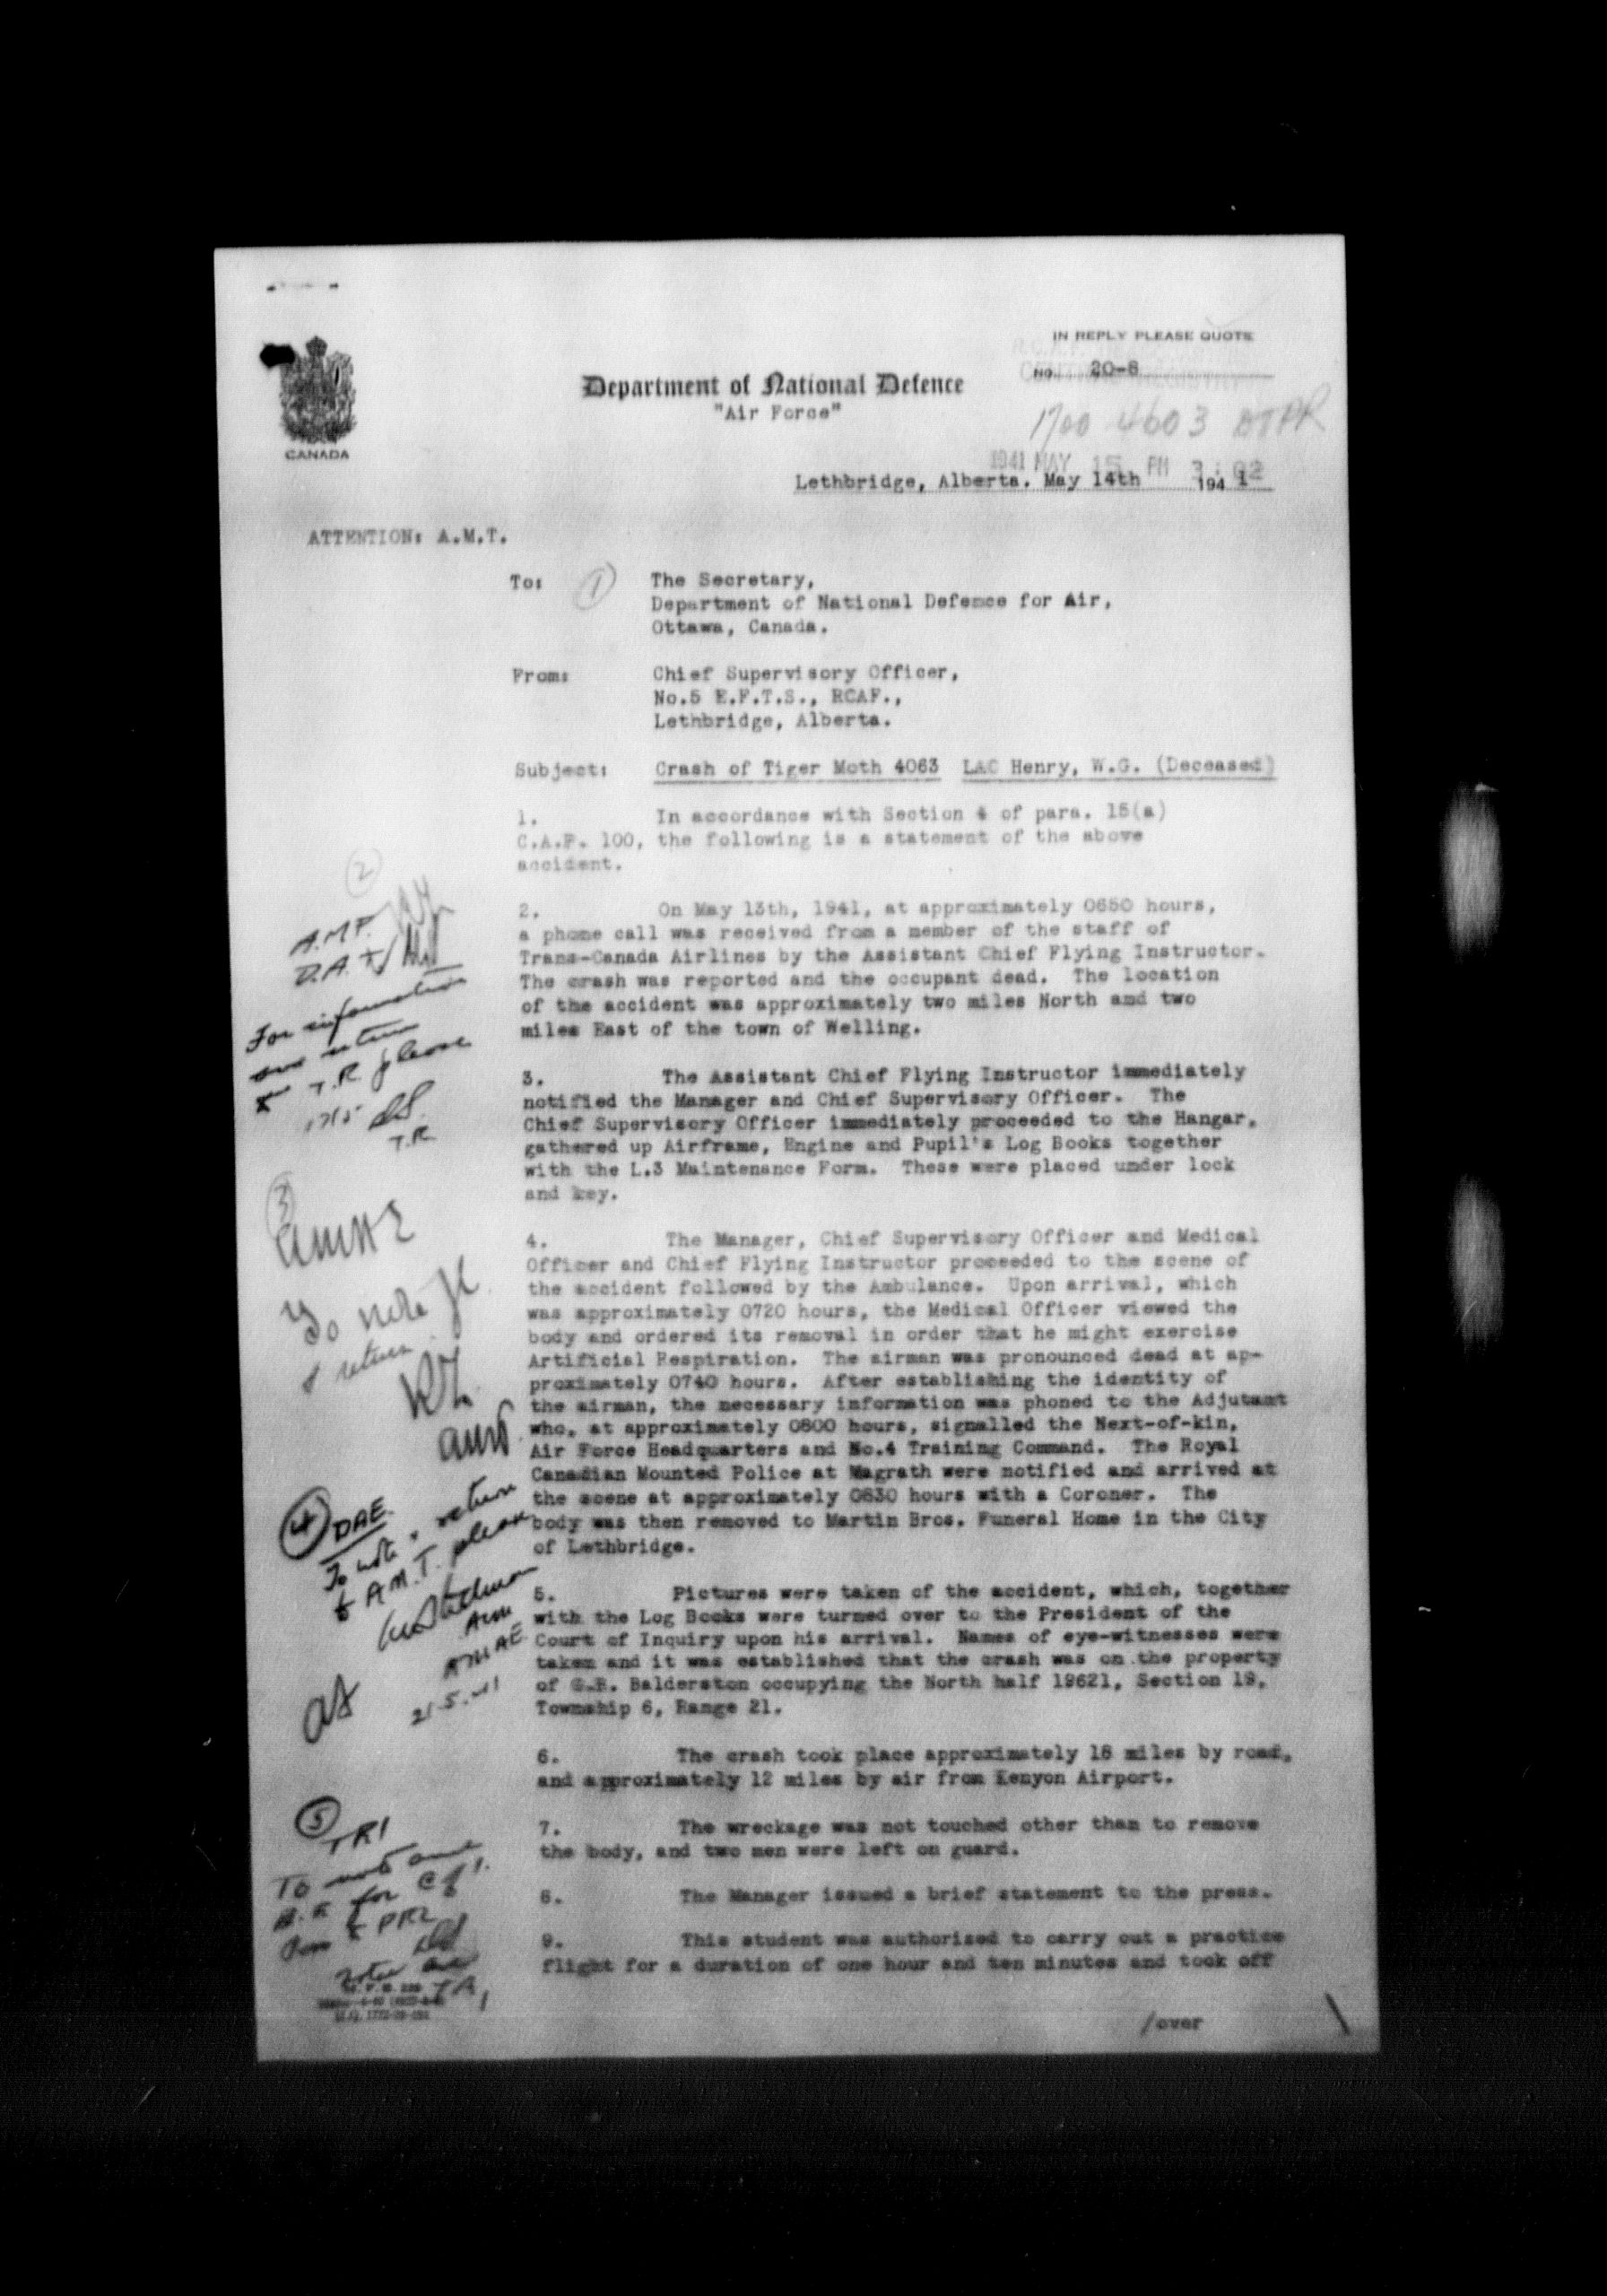 IN REPLY PLEASE QUOTE
NO. 20-8
Department of National Defence
"Air Force"
CANADA
1700 4603
1941 MAY 15 PM 3:02
Lethbridge, Alberta. May 14th 1941
ATTENTION: A.M.T.
To: (1) The Secretary,
Department of National Defence for Air,
Ottawa, Canada.
From: Chief Supervisory Officer,
No.5 E.F.T.S., RCAF.,
Lethbridge, Alberta.
Subject: Crash of Tiger Moth 4063 LAC Henry, W.G. (Deceased)
1. In accordance with Section 4 of para. 15(a)
C.A.P. 100, the following is a statement of the above
accident.
2. On May 13th, 1941, at approximately 0650 hours,
a phone call was received from a member of the staff of
Trans-Canada Airlines by the Assistant Chief Flying Instructor.
The crash was reported and the occupant dead. The location
of the accident was approximately two miles North and two
miles East of the town of Welling.
3. The Assistant Chief Flying Instructor immediately
notified the Manager and Chief Supervisory Officer. The
Chief Supervisory Officer immediately proceeded to the Hangar,
gathered up Airframe, Engine and Pupil's Log Books together
with the L.3 Maintenance Form. These were placed under lock
and key.
4. The Manager, Chief Supervisory Officer and Medical
Officer and Chief Flying Instructor proceeded to the scene of
the accident followed by the Ambulance. Upon arrival, which
was approximately 0720 hours, the Medical Officer viewed the
body and ordered its removal in order that he might exercise
Artificial Respiration. The airman was pronounced dead at ap-
proximately 0740 hours. After establishing the identity of
the airman, the necessary information was phoned to the Adjutant
who, at approximately 0800 hours, signalled the Next-of-kin,
Air Force Headquarters and No.4 Training Command. The Royal
Canadian Mounted Police at Magrath were notified and arrived at
the scene at approximately 0830 hours with a Coroner. The
body was then removed to Martin Bros. Funeral Home in the City
of Lethbridge.
5. Pictures were taken of the accident, which, together
with the Log Books were turned over to the President of the
Court of Inquiry upon his arrival. Names of eye-witnesses were
taken and it was established that the crash was on the property
of G.B. Balderston occupying the North half 19621, Section 19,
Township 6, Range 21.
6. The crash took place approximately 18 miles by road,
and approximately 12 miles by air from Kenyon Airport.
7. The wreckage was not touched other than to remove
the body, and two men were left on guard.
8. The Manager issued a brief statement to the press.
9. This student was authorized to carry out a practice
flight for a duration of one hour and ten minutes and took off
/over
(2)
A.M.P.
For information
and return
to T.R. please
T.R.
(3)
To note
& return
(4) DAE.
To note & return
to A.M.T. please
AMAE
21.5.41
(5)
TR1
To note and